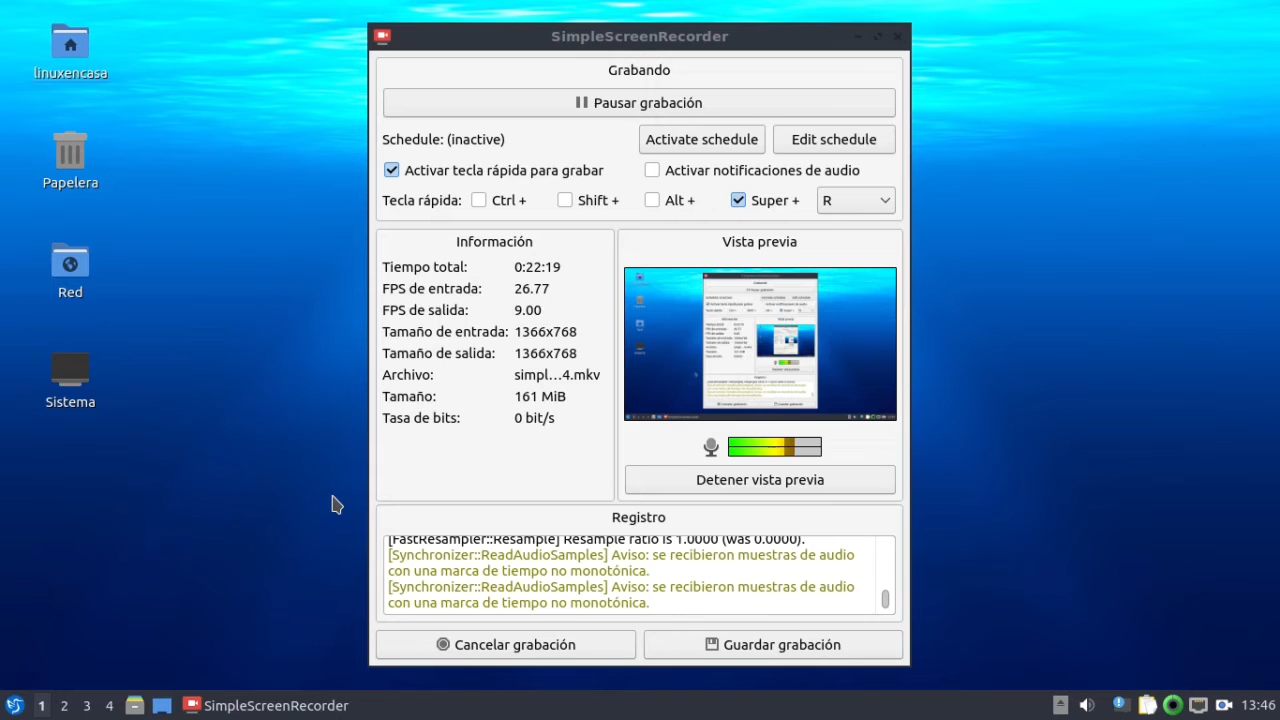 SimpleScreenRecorder
linuxencasa
Papelera
Red
Sistema
Grabando
Pausar grabación
Schedule: (inactive)
Activate schedule
Edit schedule
Activar tecla rápida para grabar
Activar notificaciones de audio
Tecla rápida:
Ctrl +
Shift +
Alt +
Super +
R
Información
Tiempo total: 0:22:19
FPS de entrada: 26.77
FPS de salida: 9.00
Tamaño de entrada: 1366x768
Tamaño de salida: 1366x768
Archivo: simpl...4.mkv
Tamaño: 161 MiB
Tasa de bits: 0 bit/s
Vista previa
Detener vista previa
Registro
[FastResampler::Resample] Resample ratio is 1.0000 (was 0.0000).
[Synchronizer::ReadAudioSamples] Aviso: se recibieron muestras de audio
con una marca de tiempo no monotónica.
[Synchronizer::ReadAudioSamples] Aviso: se recibieron muestras de audio
con una marca de tiempo no monotónica.
Cancelar grabación
Guardar grabación
1 2 3 4
SimpleScreenRecorder
13:46